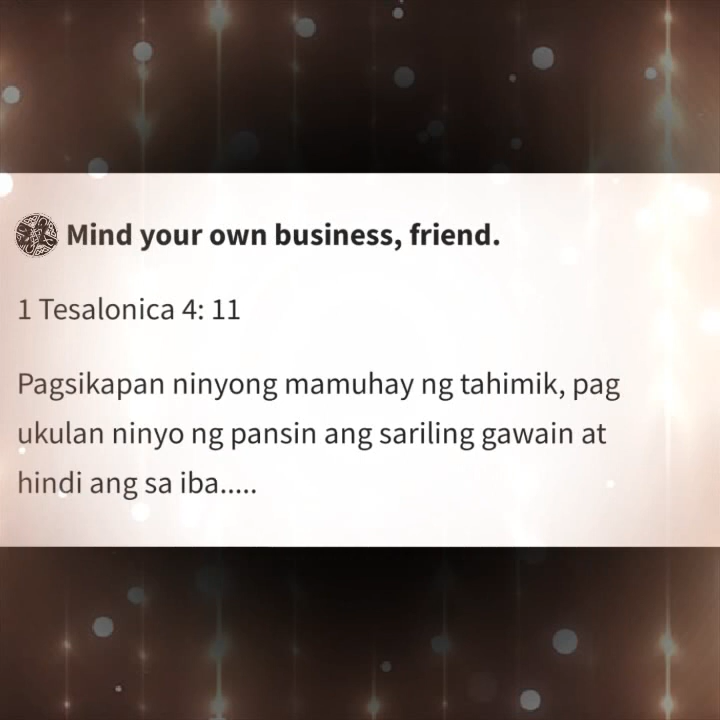 Mind your own business, friend.
1 Tesalonica 4: 11
Pagsikapan ninyong mamuhay ng tahimik, pag
ukulan ninyo ng pansin ang sariling gawain at
hindi ang sa iba.....